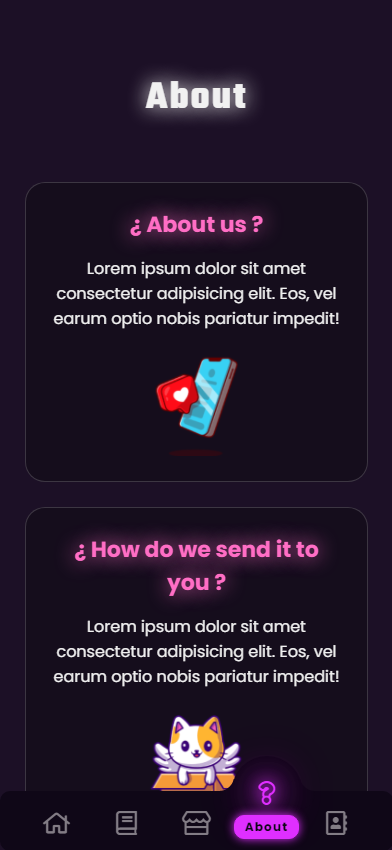 About
¿ About us ?
Lorem ipsum dolor sit amet
consectetur adipisicing elit. Eos, vel
earum optio nobis pariatur impedit!
¿ How do we send it to
you ?
Lorem ipsum dolor sit amet
consectetur adipisicing elit. Eos, vel
earum optio nobis pariatur impedit!
About